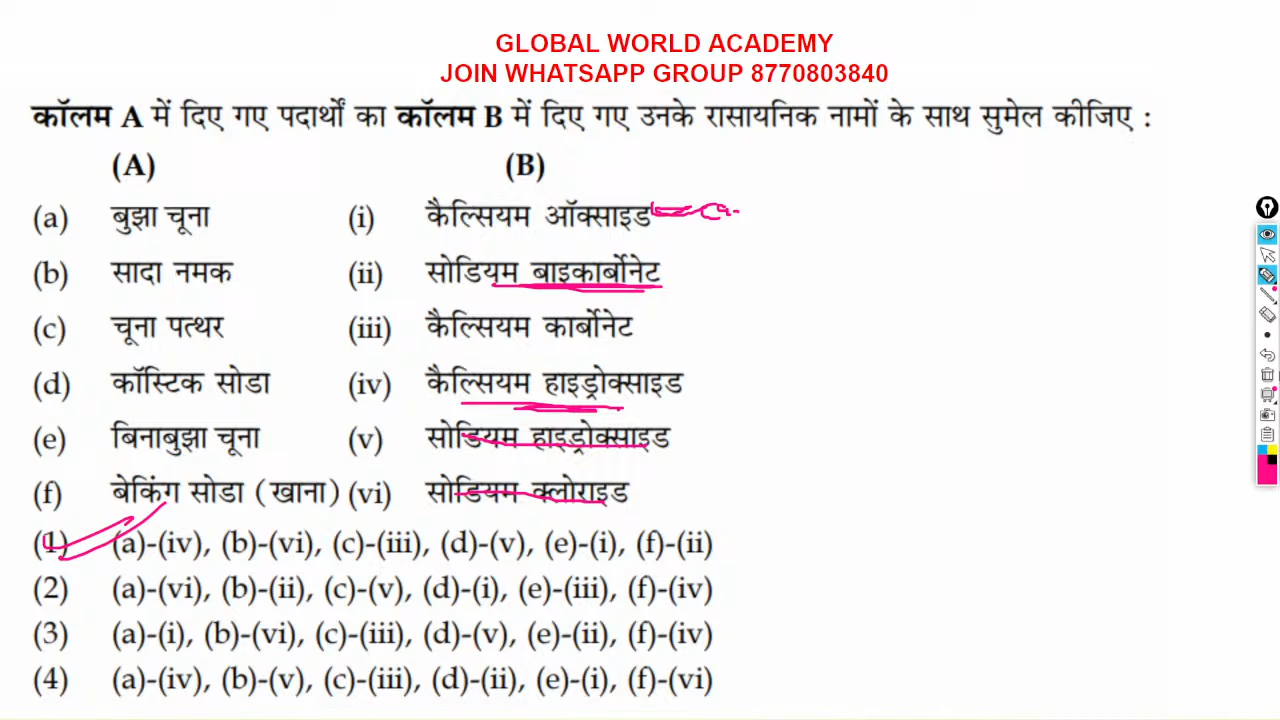 GLOBAL WORLD ACADEMY
JOIN WHATSAPP GROUP 8770803840
कॉलम A में दिए गए पदार्थों का कॉलम B में दिए गए उनके रासायनिक नामों के साथ सुमेल कीजिए :
(A) (B)
(a) बुझा चूना (i) कैल्सियम ऑक्साइड
(b) सादा नमक (ii) सोडियम बाइकार्बोनेट
(c) चूना पत्थर (iii) कैल्सियम कार्बोनेट
(d) कॉस्टिक सोडा (iv) कैल्सियम हाइड्रोक्साइड
(e) बिनाबुझा चूना (v) सोडियम हाइड्रोक्साइड
(f) बेकिंग सोडा (खाना) (vi) सोडियम क्लोराइड
(1) (a)-(iv), (b)-(vi), (c)-(iii), (d)-(v), (e)-(i), (f)-(ii)
(2) (a)-(vi), (b)-(ii), (c)-(v), (d)-(i), (e)-(iii), (f)-(iv)
(3) (a)-(i), (b)-(vi), (c)-(iii), (d)-(v), (e)-(ii), (f)-(iv)
(4) (a)-(iv), (b)-(v), (c)-(iii), (d)-(ii), (e)-(i), (f)-(vi)